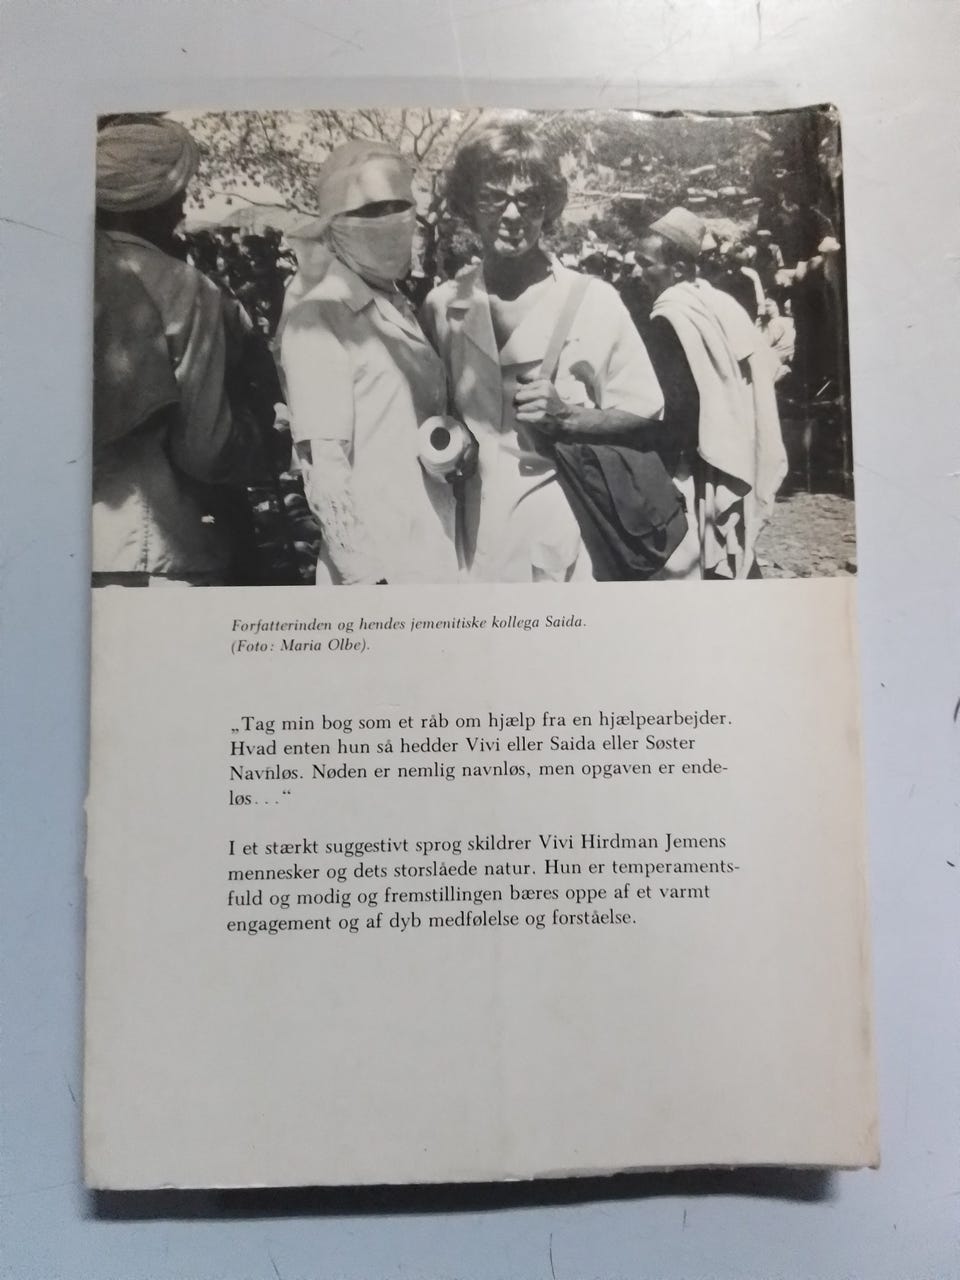 Forfatterinden og hendes jemenitiske kollega Saida.
(Foto: Maria Olbe).
„Tag min bog som et råb om hjælp fra en hjælpearbejder.
Hvad enten hun så hedder Vivi eller Saida eller Søster
Navnløs. Nøden er nemlig navnløs, men opgaven er ende-
løs. . .“
I et stærkt suggestivt sprog skildrer Vivi Hirdman Jemens
mennesker og dets storslåede natur. Hun er temperaments-
fuld og modig og fremstillingen bæres oppe af et varmt
engagement og af dyb medfølelse og forståelse.